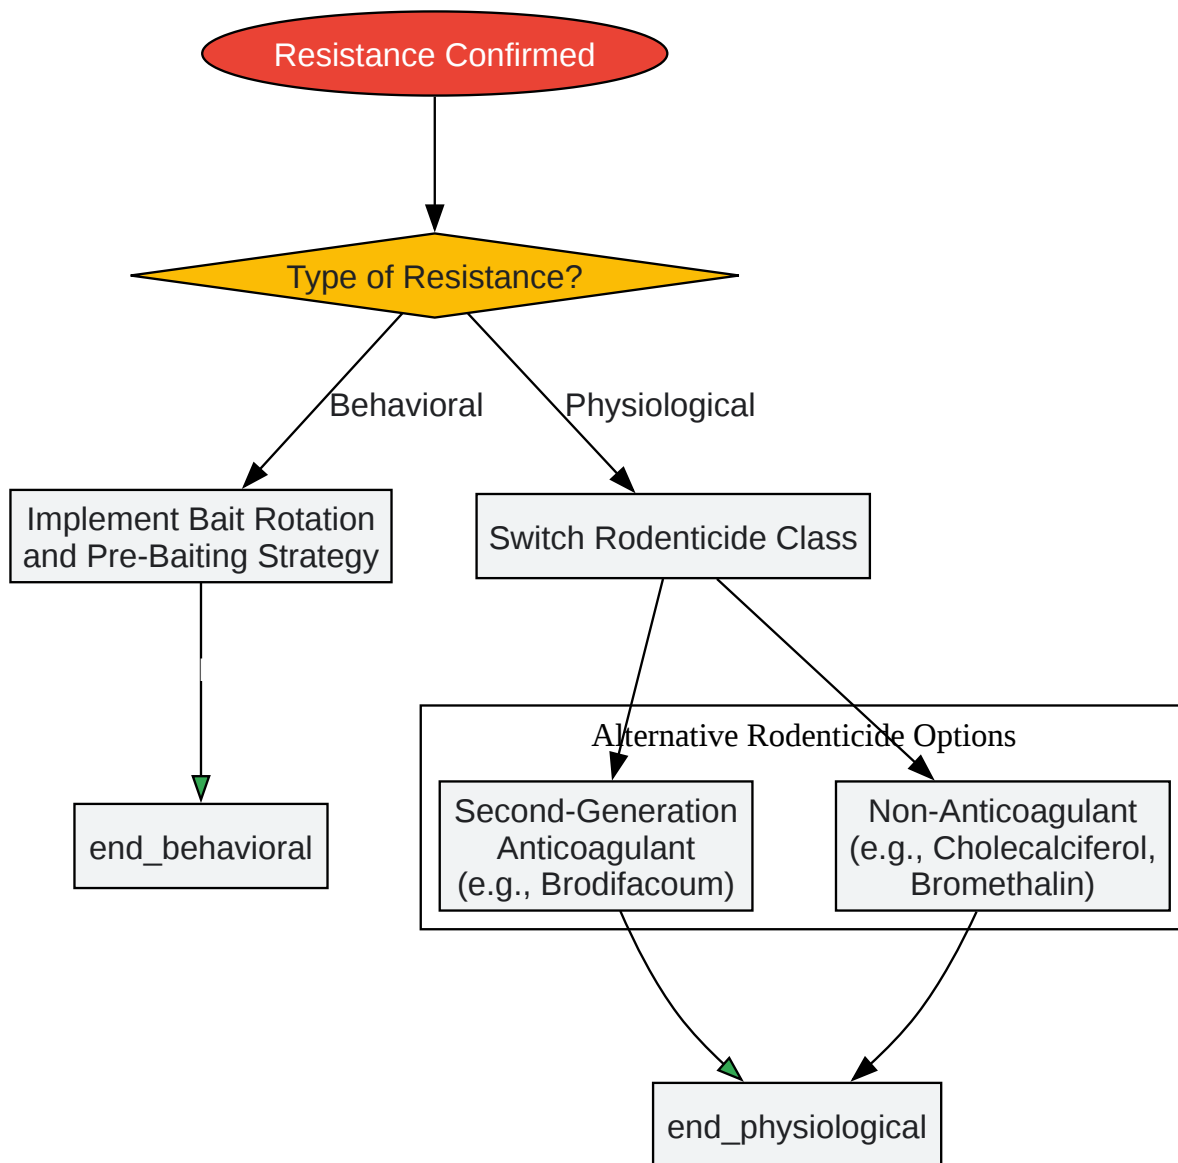 Resistance Confirmed
Type of Resistance?
Behavioral
Physiological
Implement Bait Rotation
and Pre-Baiting Strategy
Switch Rodenticide Class
Alternative Rodenticide Options
Second-Generation
Anticoagulant
(e.g., Brodifacoum)
Non-Anticoagulant
(e.g., Cholecalciferol,
Bromethalin)
end_behavioral
end_physiological